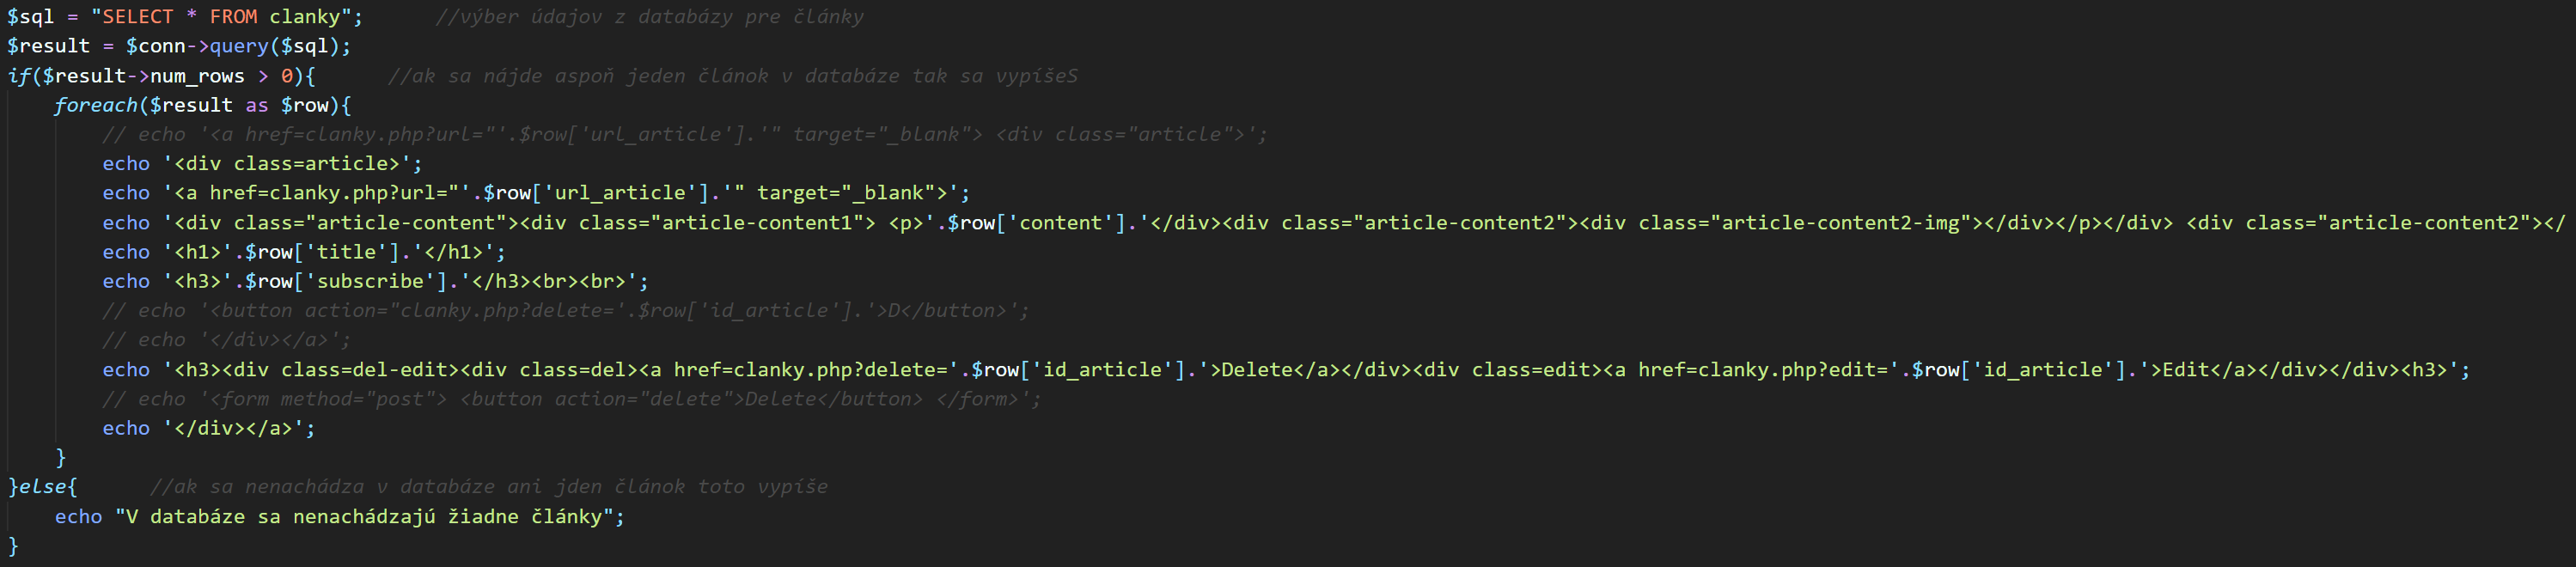 $sql = "SELECT * FROM clanky";      //výber údajov z databázy pre články
$result = $conn->query($sql);
if($result->num_rows > 0){      //ak sa nájde aspoň jeden článok v databáze tak sa vypíšeS
    foreach($result as $row){
        // echo '<a href=clanky.php?url="'.$row['url_article'].'" target="_blank"> <div class="article">';
        echo '<div class=article>';
        echo '<a href=clanky.php?url="'.$row['url_article'].'" target="_blank">';
        echo '<div class="article-content"><div class="article-content1"> <p>'.$row['content'].'</div><div class="article-content2"><div class="article-content2-img"></div></p></div> <div class="article-content2"></
        echo '<h1>'.$row['title'].'</h1>';
        echo '<h3>'.$row['subscribe'].'</h3><br><br>';
        // echo '<button action="clanky.php?delete='.$row['id_article'].'>D</button>';
        // echo '</div></a>';
        echo '<h3><div class=del-edit><div class=del><a href=clanky.php?delete='.$row['id_article'].'>Delete</a></div><div class=edit><a href=clanky.php?edit='.$row['id_article'].'>Edit</a></div></div><h3>';
        // echo '<form method="post"> <button action="delete">Delete</button> </form>';
        echo '</div></a>';
    }
}else{      //ak sa nenachádza v databáze ani jden článok toto vypíše
    echo "V databáze sa nenachádzajú žiadne články";
}